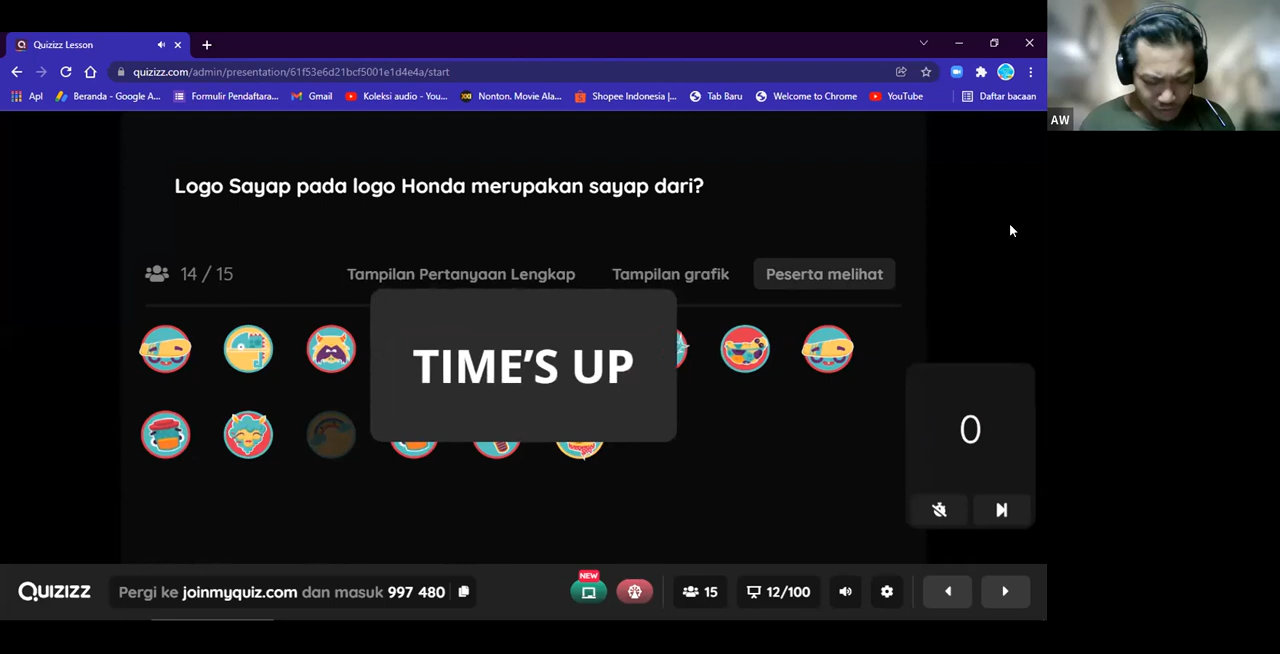 Quizizz Lesson
quizizz.com/admin/presentation/61f53e6d21bcf5001e1d4e4a/start
Apl
Beranda - Google A...
Formulir Pendaftara...
Gmail
Koleksi audio - You...
Nonton. Movie Ala...
Shopee Indonesia |...
Tab Baru
Welcome to Chrome
YouTube
Daftar bacaan
AW
Logo Sayap pada logo Honda merupakan sayap dari?
14 / 15
Tampilan Pertanyaan Lengkap
Tampilan grafik
Peserta melihat
TIME'S UP
0
QUIZIZZ
Pergi ke joinmyquiz.com dan masuk 997 480
NEW
15
12/100